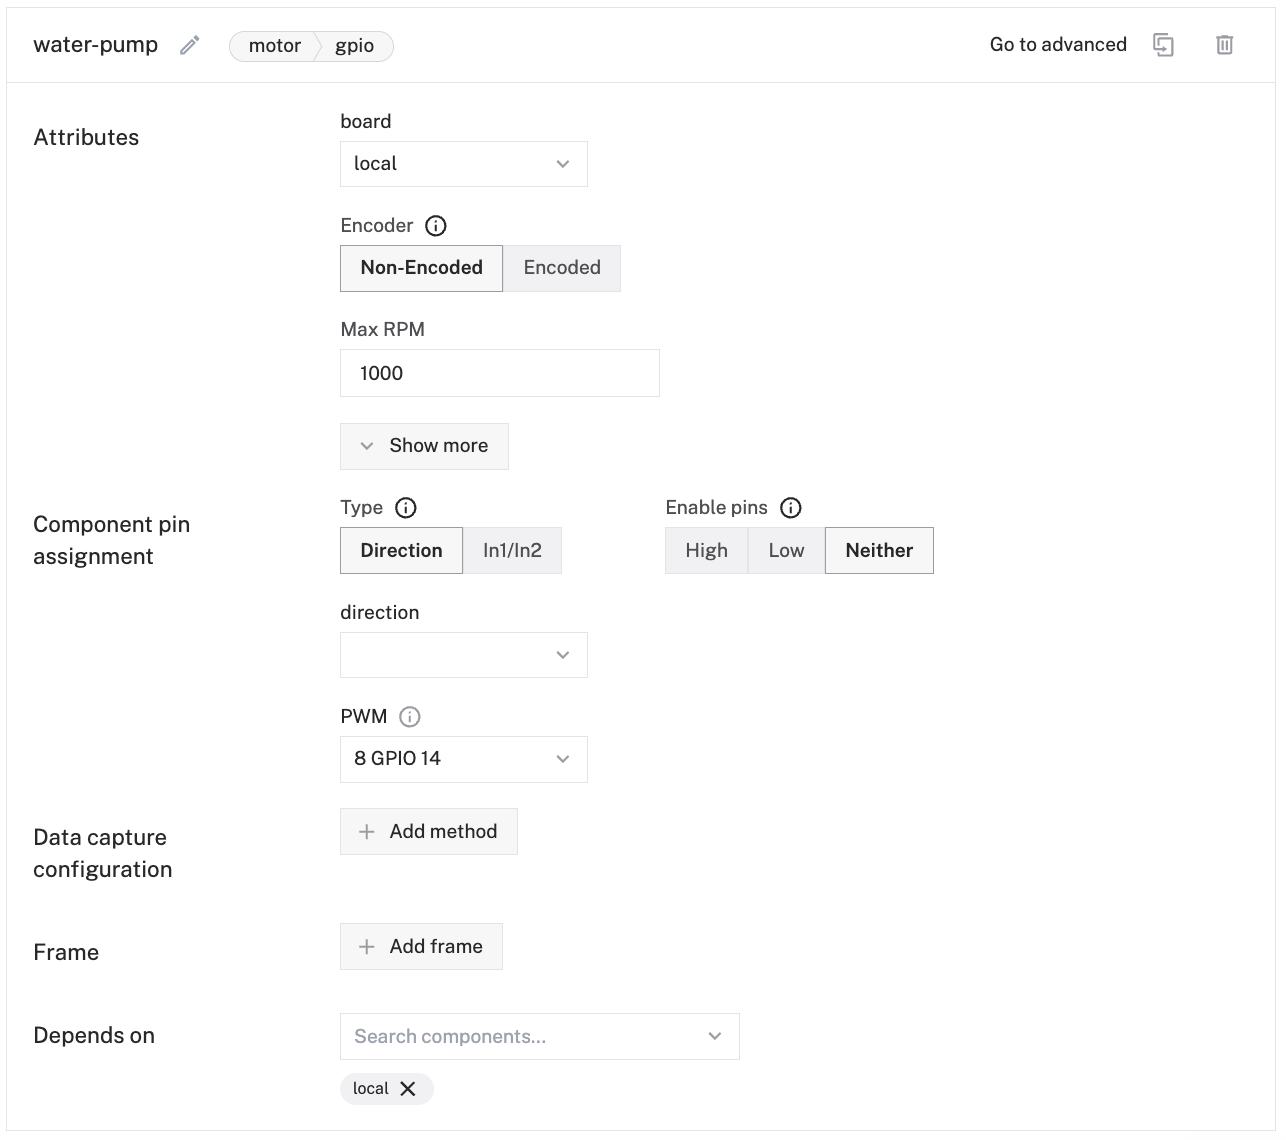 water-pump motor gpio Go to advanced
Attributes
board
local
Encoder
Non-Encoded Encoded
Max RPM
1000
Show more
Component pin
assignment
Type Enable pins
Direction In1/In2 High Low Neither
direction
PWM
8 GPIO 14
Data capture
configuration
Add method
Frame
Add frame
Depends on
Search components...
local